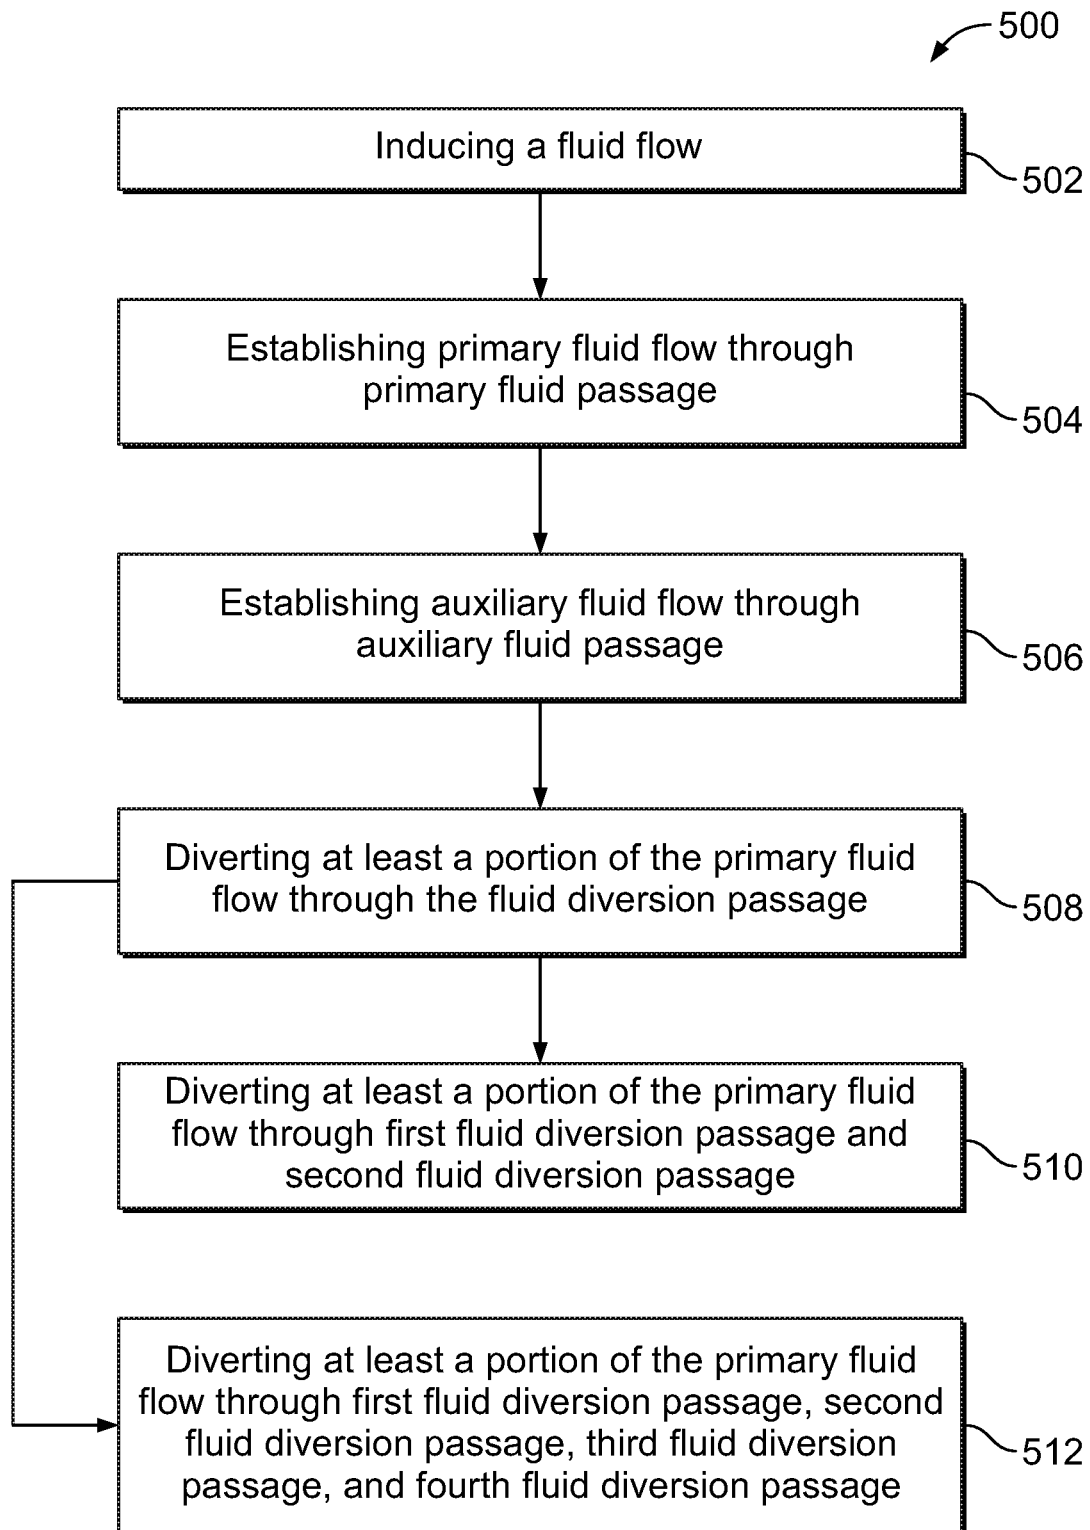 500
Inducing a fluid flow
502
Establishing primary fluid flow through
primary fluid passage
504
Establishing auxiliary fluid flow through
auxiliary fluid passage
506
Diverting at least a portion of the primary fluid
flow through the fluid diversion passage
508
Diverting at least a portion of the primary fluid
flow through first fluid diversion passage and
second fluid diversion passage
510
Diverting at least a portion of the primary fluid
flow through first fluid diversion passage, second
fluid diversion passage, third fluid diversion
passage, and fourth fluid diversion passage
512